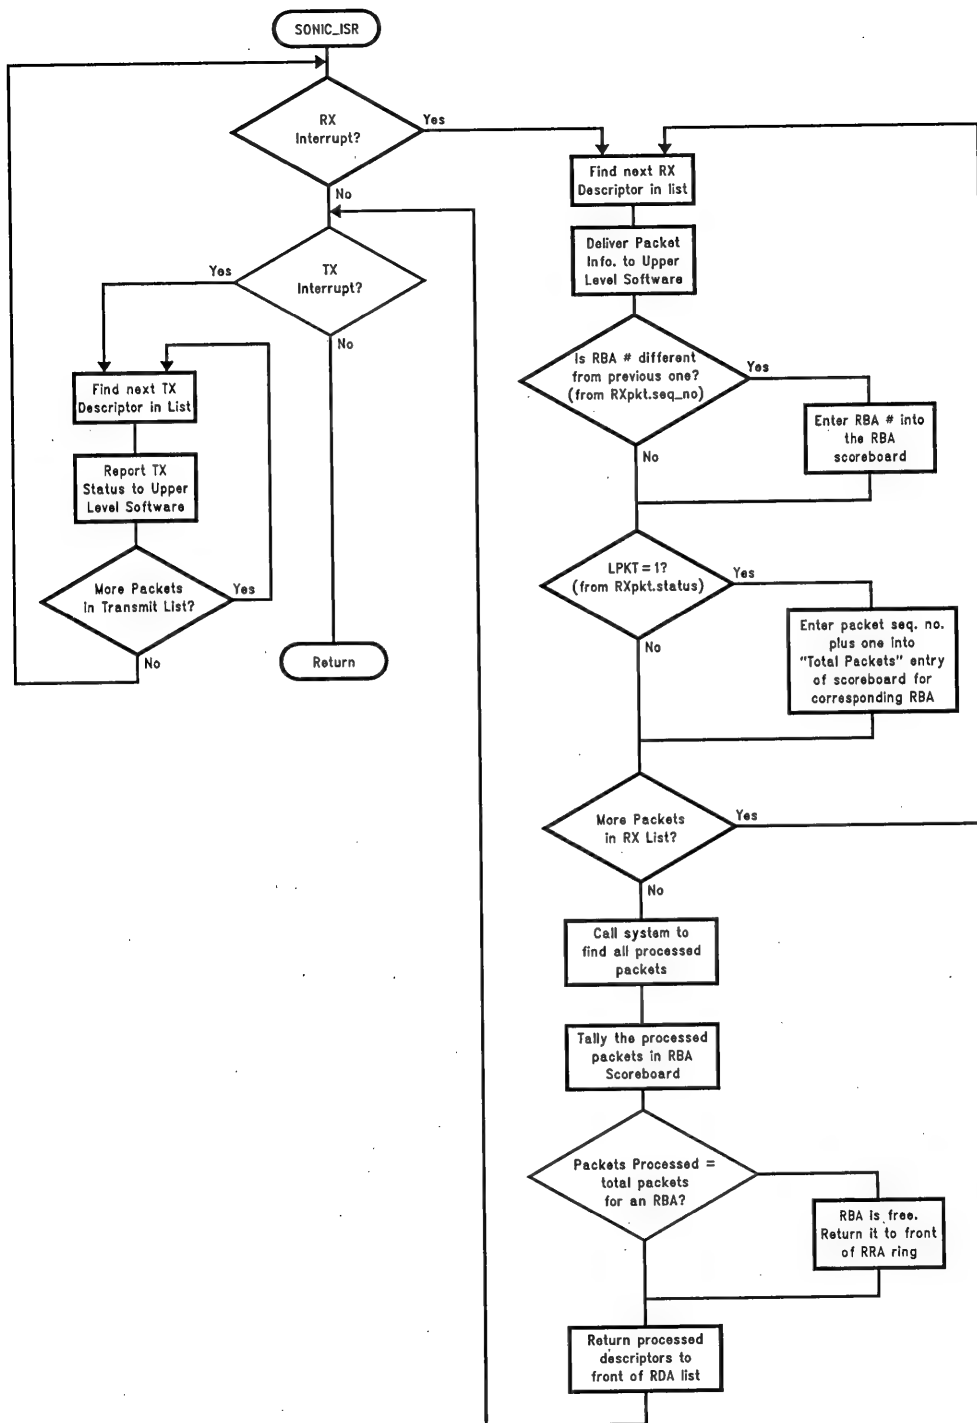 SONIC_ISR
RX
Interrupt?
Yes
No
Find next RX
Descriptor in list
Deliver Packet
Info. to Upper
Level Software
TX
Interrupt?
Yes
No
Is RBA # different
from previous one?
(from RXpkt.seq_no)
Yes
No
Enter RBA # into
the RBA
scoreboard
Find next TX
Descriptor in List
Report TX
Status to Upper
Level Software
More Packets
in Transmit List?
Yes
No
Return
LPKT = 1?
(from RXpkt.status)
Yes
No
Enter packet seq. no.
plus one into
"Total Packets" entry
of scoreboard for
corresponding RBA
More Packets
in RX List?
Yes
No
Call system to
find all processed
packets
Tally the processed
packets in RBA
Scoreboard
Packets Processed =
total packets
for an RBA?
RBA is free.
Return it to front
of RRA ring
Return processed
descriptors to
front of RDA list